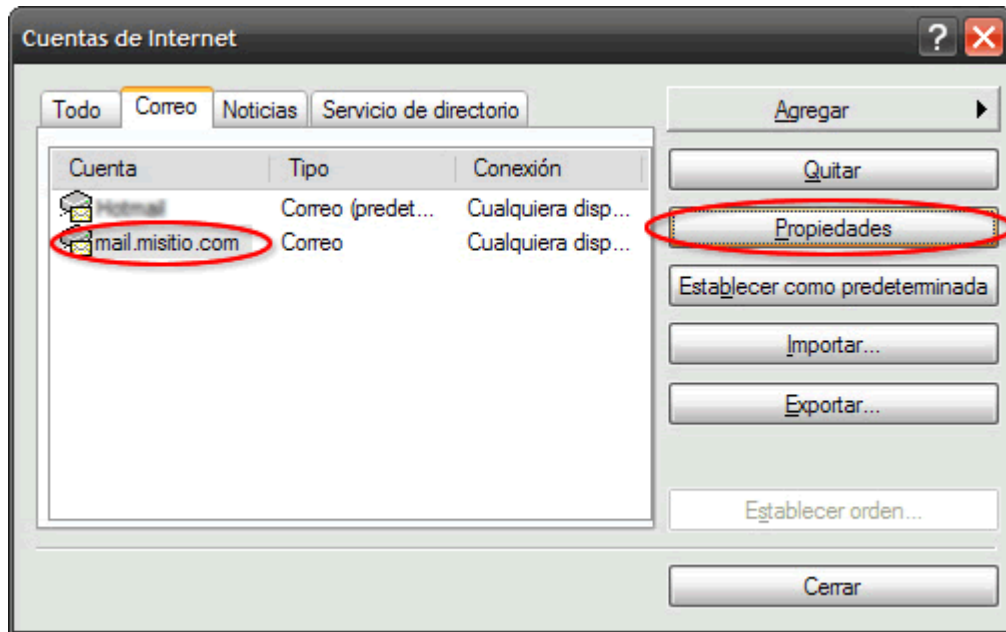 Cuentas de Internet
?
Todo Correo Noticias Servicio de directorio
Cuenta Tipo Conexión
Hotmail Correo (predet... Cualquiera disp...
mail.misitio.com Correo Cualquiera disp...
Agregar
Quitar
Propiedades
Establecer como predeterminada
Importar...
Exportar...
Establecer orden...
Cerrar